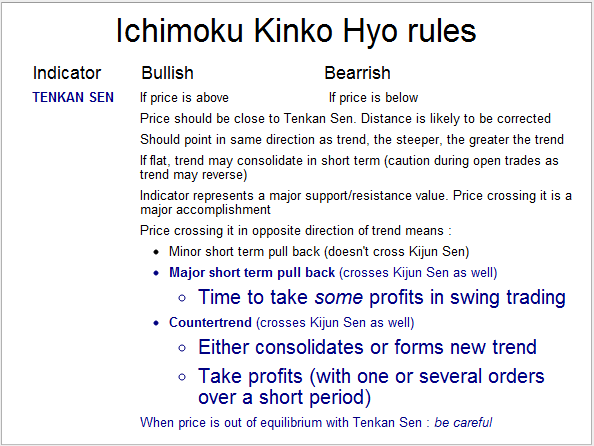 Ichimoku Kinko Hyo rules
Indicator Bullish Bearrish
TENKAN SEN If price is above If price is below
Price should be close to Tenkan Sen. Distance is likely to be corrected
Should point in same direction as trend, the steeper, the greater the trend
If flat, trend may consolidate in short term (caution during open trades as
trend may reverse)
Indicator represents a major support/resistance value. Price crossing it is a
major accomplishment
Price crossing it in opposite direction of trend means :
• Minor short term pull back (doesn't cross Kijun Sen)
• Major short term pull back (crosses Kijun Sen as well)
○ Time to take some profits in swing trading
• Countertrend (crosses Kijun Sen as well)
○ Either consolidates or forms new trend
○ Take profits (with one or several orders
over a short period)
When price is out of equilibrium with Tenkan Sen : be careful